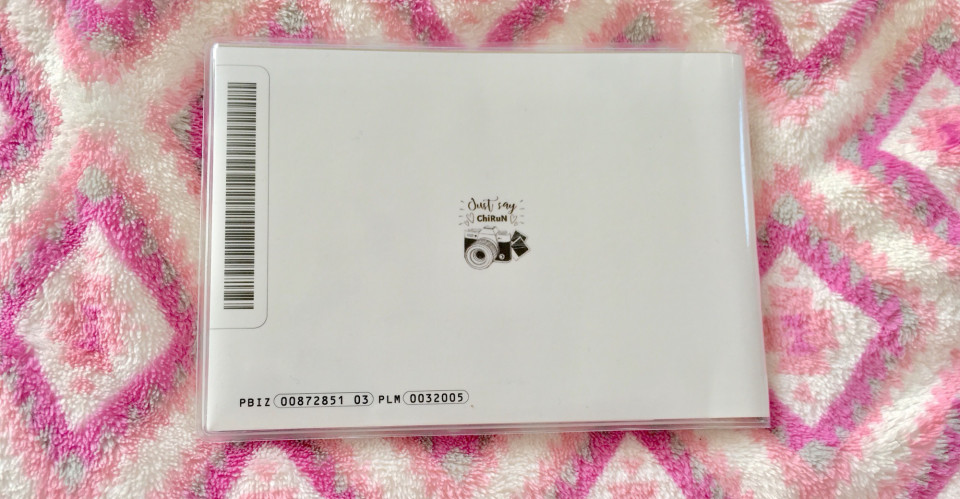 Just say
ChiRuN
PBIZ 00872851 03 PLM 0032005